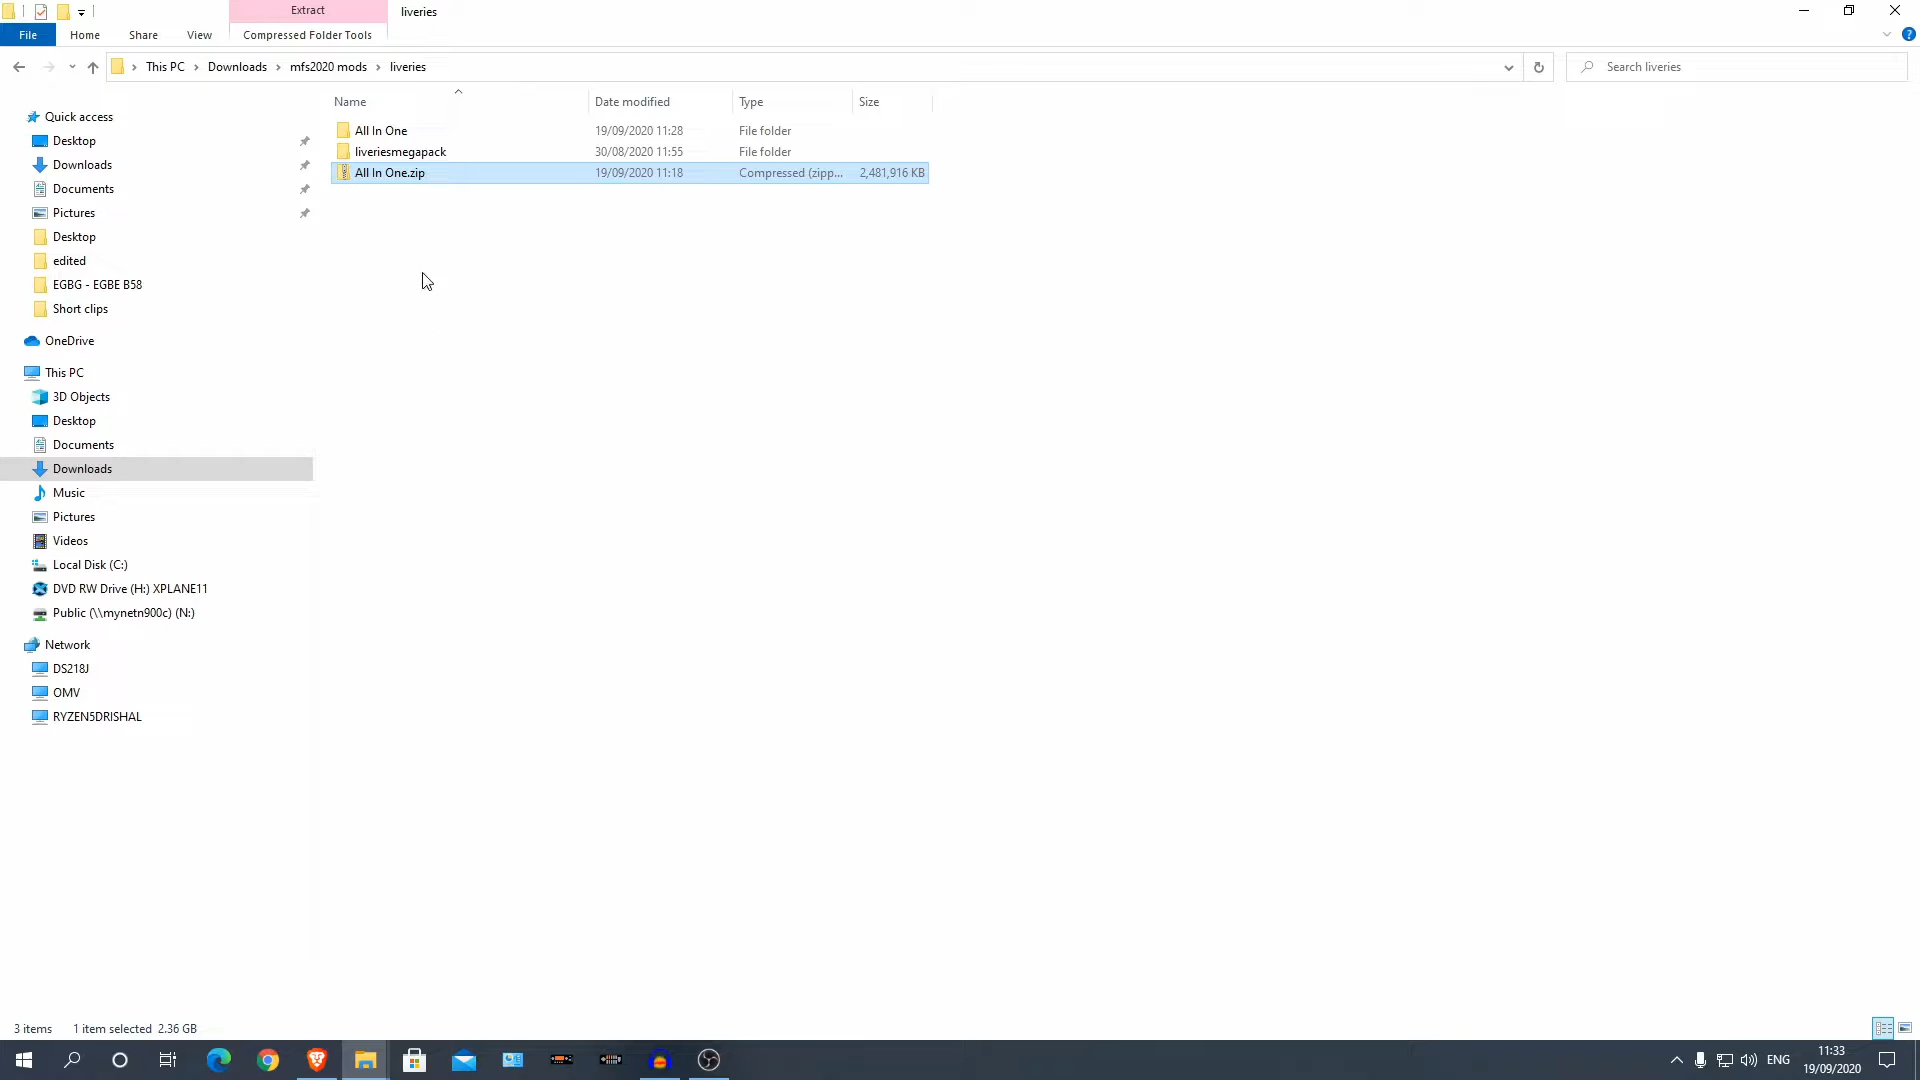 Extract
liveries
File
Home
Share
View
Compressed Folder Tools
This PC
Downloads
mfs2020 mods
liveries
Search liveries
Name
Date modified
Type
Size
All In One
19/09/2020 11:28
File folder
liveriesmegapack
30/08/2020 11:55
File folder
All In One.zip
19/09/2020 11:18
Compressed (zipp...
2,481,916 KB
Quick access
Desktop
Downloads
Documents
Pictures
Desktop
edited
EGBG - EGBE B58
Short clips
OneDrive
This PC
3D Objects
Desktop
Documents
Downloads
Music
Pictures
Videos
Local Disk (C:)
DVD RW Drive (H:) XPLANE11
Public (\\mynetn900c) (N:)
Network
DS218J
OMV
RYZEN5DRISHAL
3 items
1 item selected 2.36 GB
ENG
11:33
19/09/2020